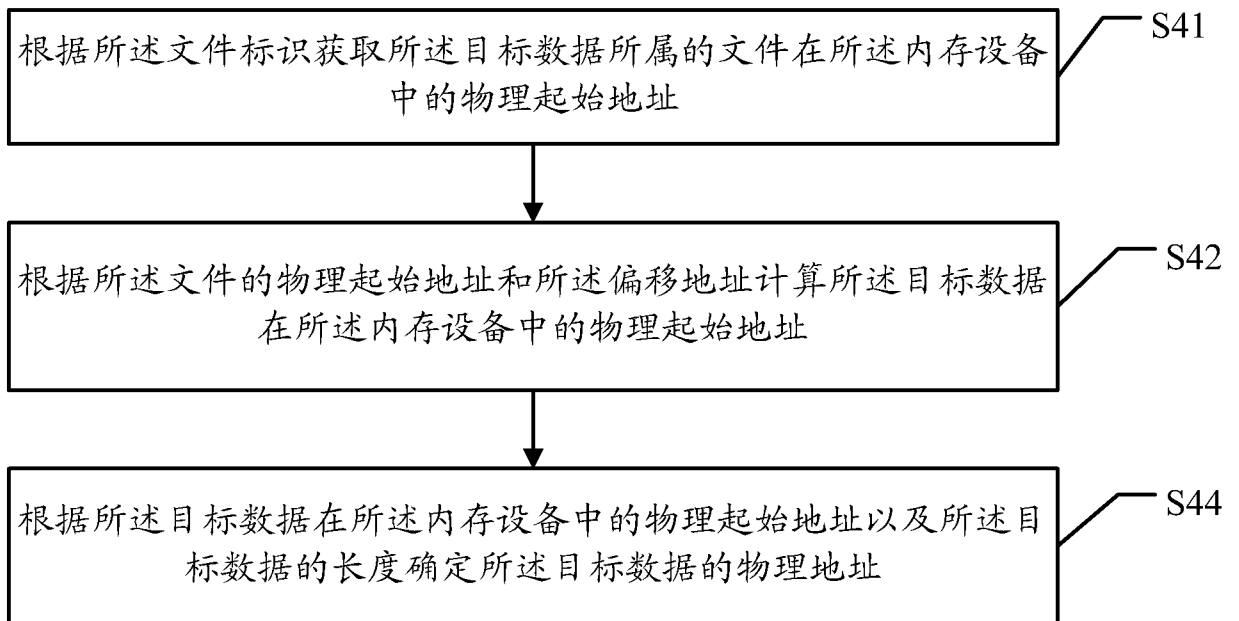 根据所述文件标识获取所述目标数据所属的文件在所述内存设备
中的物理起始地址
S41
根据所述文件的物理起始地址和所述偏移地址计算所述目标数据
在所述内存设备中的物理起始地址
S42
根据所述目标数据在所述内存设备中的物理起始地址以及所述目
标数据的长度确定所述目标数据的物理地址
S44